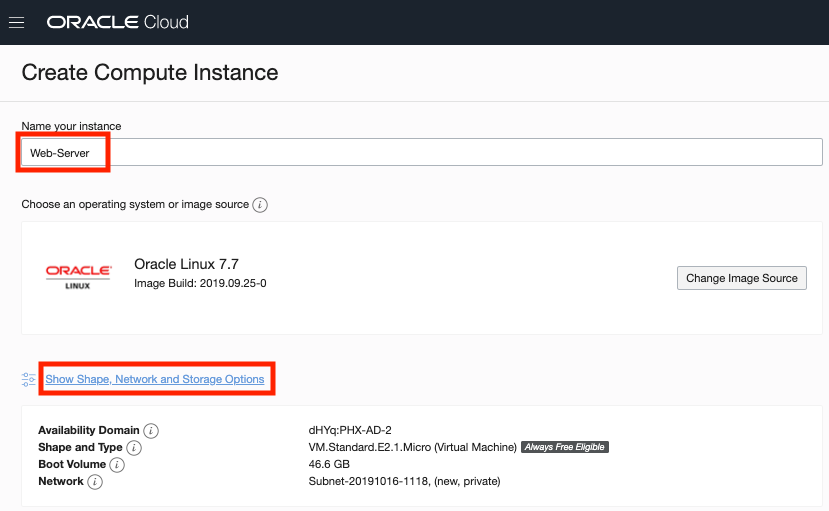 ORACLE Cloud
Create Compute Instance
Name your instance
Web-Server
Choose an operating system or image source i
ORACLE
LINUX
Oracle Linux 7.7
Image Build: 2019.09.25-0
Change Image Source
Show Shape, Network and Storage Options
Availability Domain i dHYq:PHX-AD-2
Shape and Type i VM.Standard.E2.1.Micro (Virtual Machine) Always Free Eligible
Boot Volume i 46.6 GB
Network i Subnet-20191016-1118, (new, private)